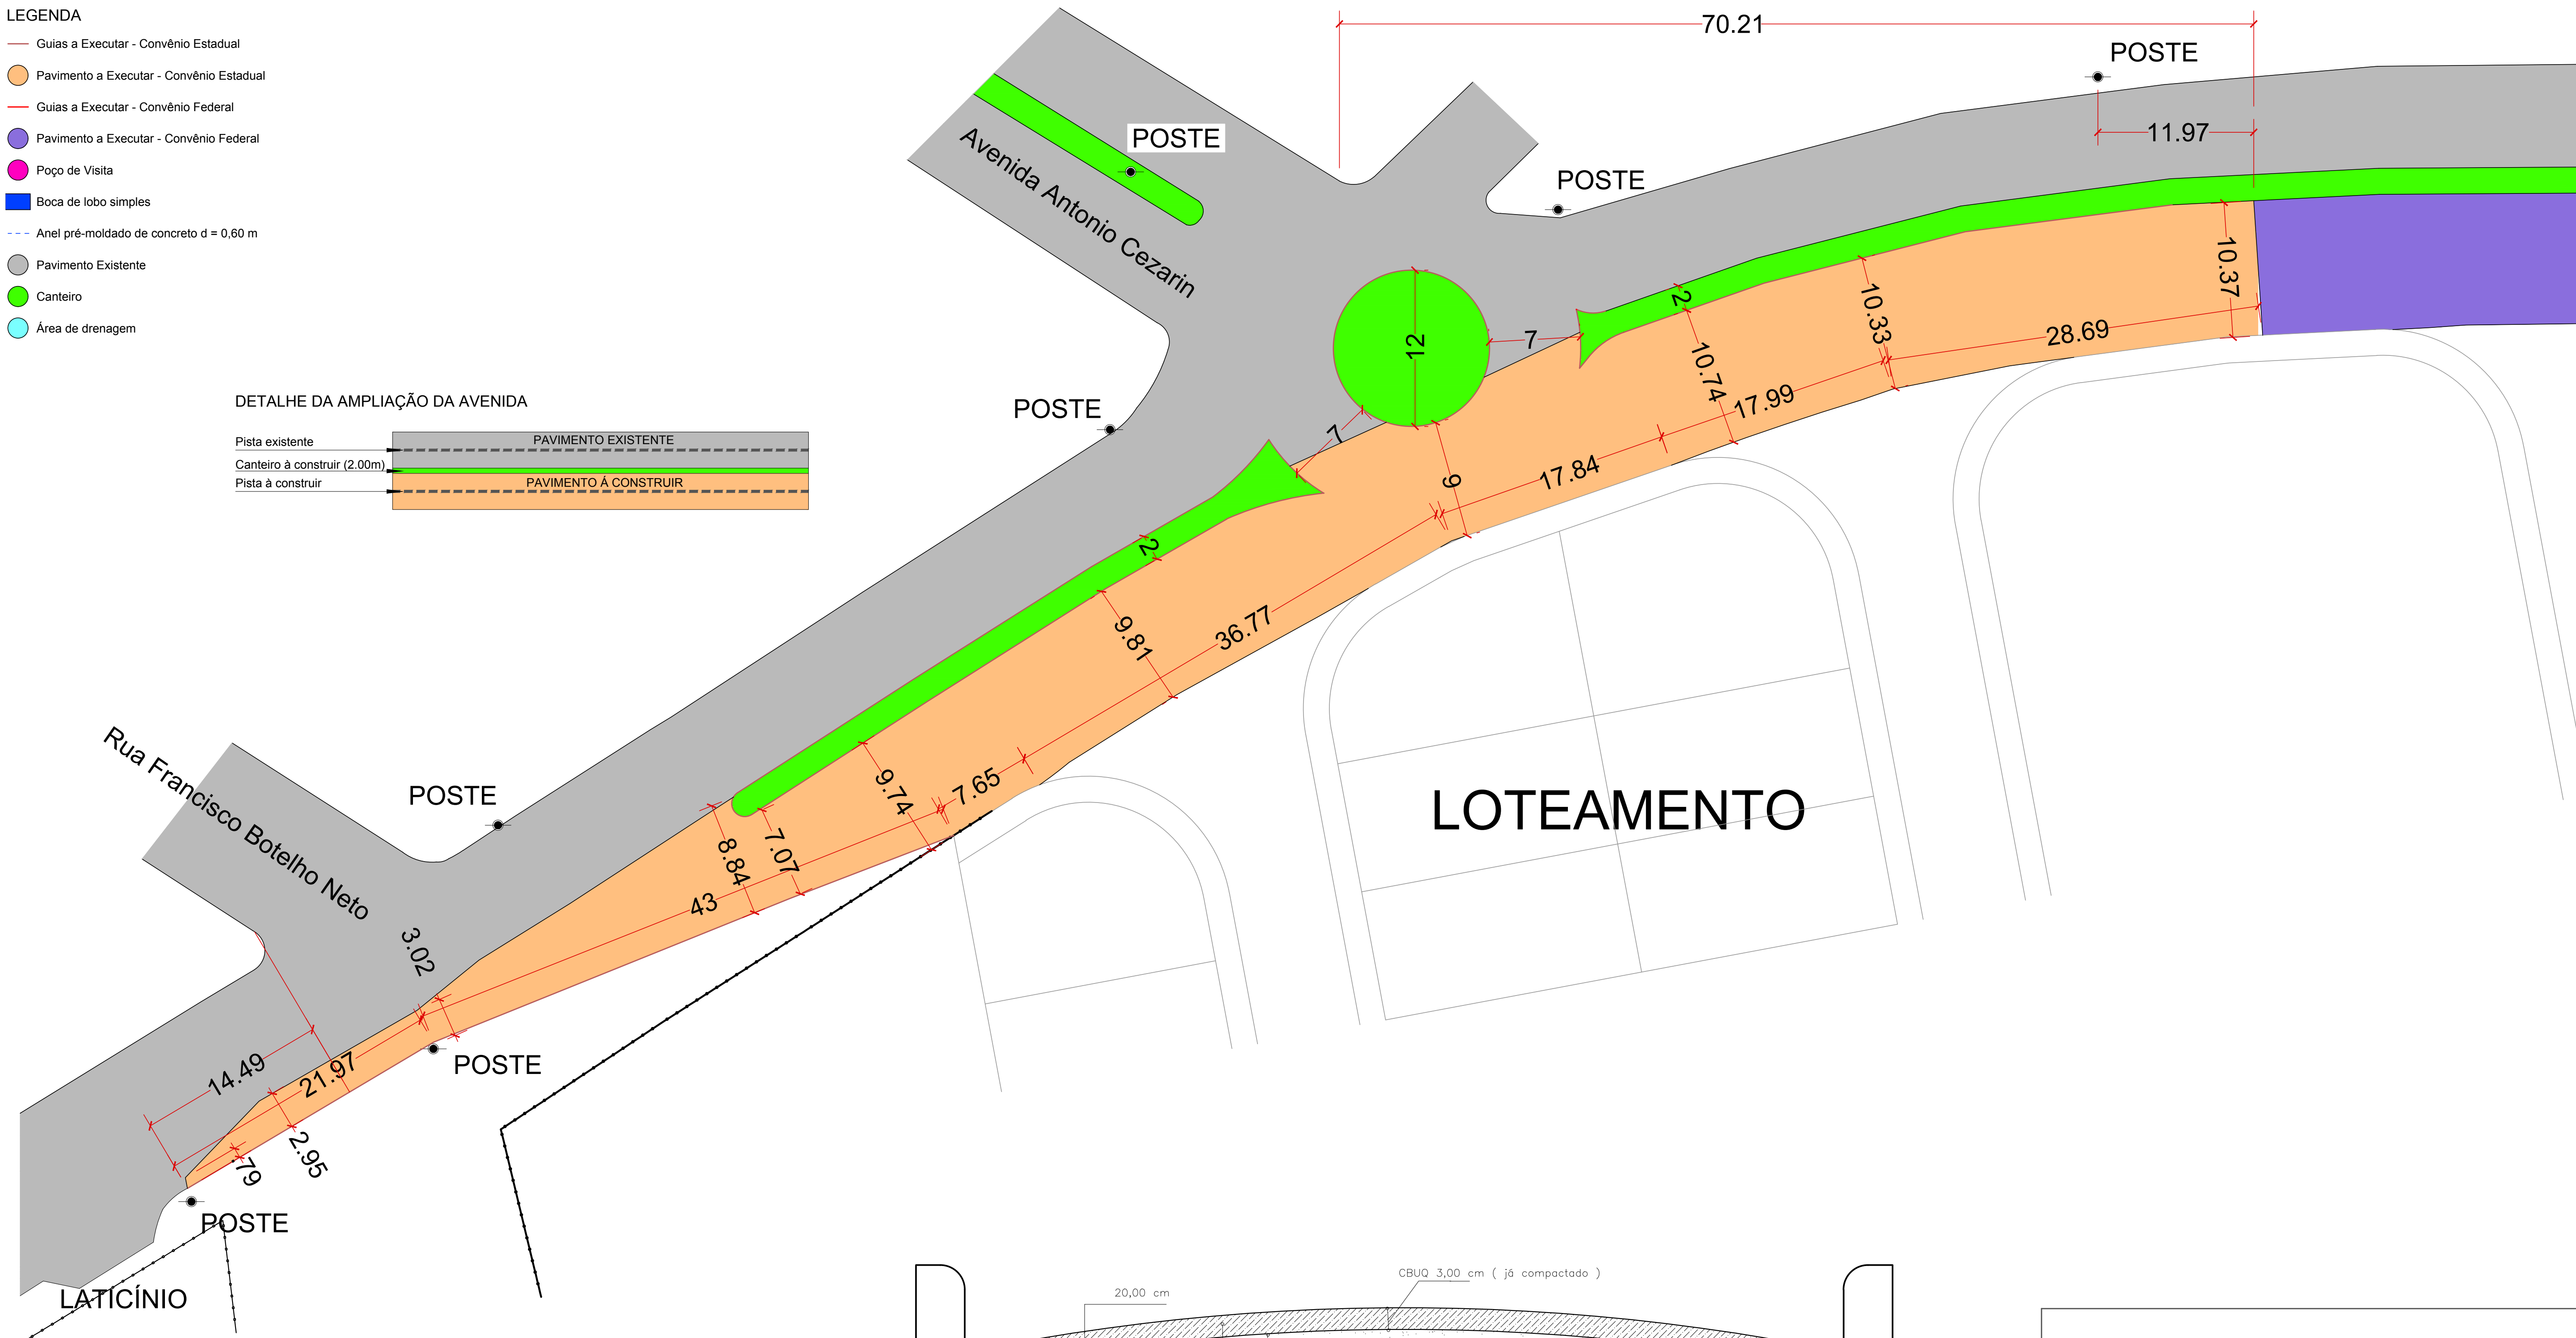 LEGENDA
Guias a Executar - Convênio Estadual
Pavimento a Executar - Convênio Estadual
Guias a Executar - Convênio Federal
Pavimento a Executar - Convênio Federal
Poço de Visita
Boca de lobo simples
Anel pré-moldado de concreto d = 0,60 m
Pavimento Existente
Canteiro
Área de drenagem
DETALHE DA AMPLIAÇÃO DA AVENIDA
Pista existente
PAVIMENTO EXISTENTE
Canteiro à construir (2.00m)
Pista à construir
PAVIMENTO Á CONSTRUIR
70.21
POSTE
11.97
POSTE
POSTE
Avenida Antonio Cezarin
POSTE
12
7
7
2
10.74
10.33
10.37
28.69
17.99
17.84
9
2
9.81
36.77
9.74
7.65
7.07
8.84
43
POSTE
Rua Francisco Botelho Neto
3.02
POSTE
14.49
21.97
2.95
.79
POSTE
LATICÍNIO
LOTEAMENTO
CBUQ 3,00 cm ( já compactado )
20,00 cm